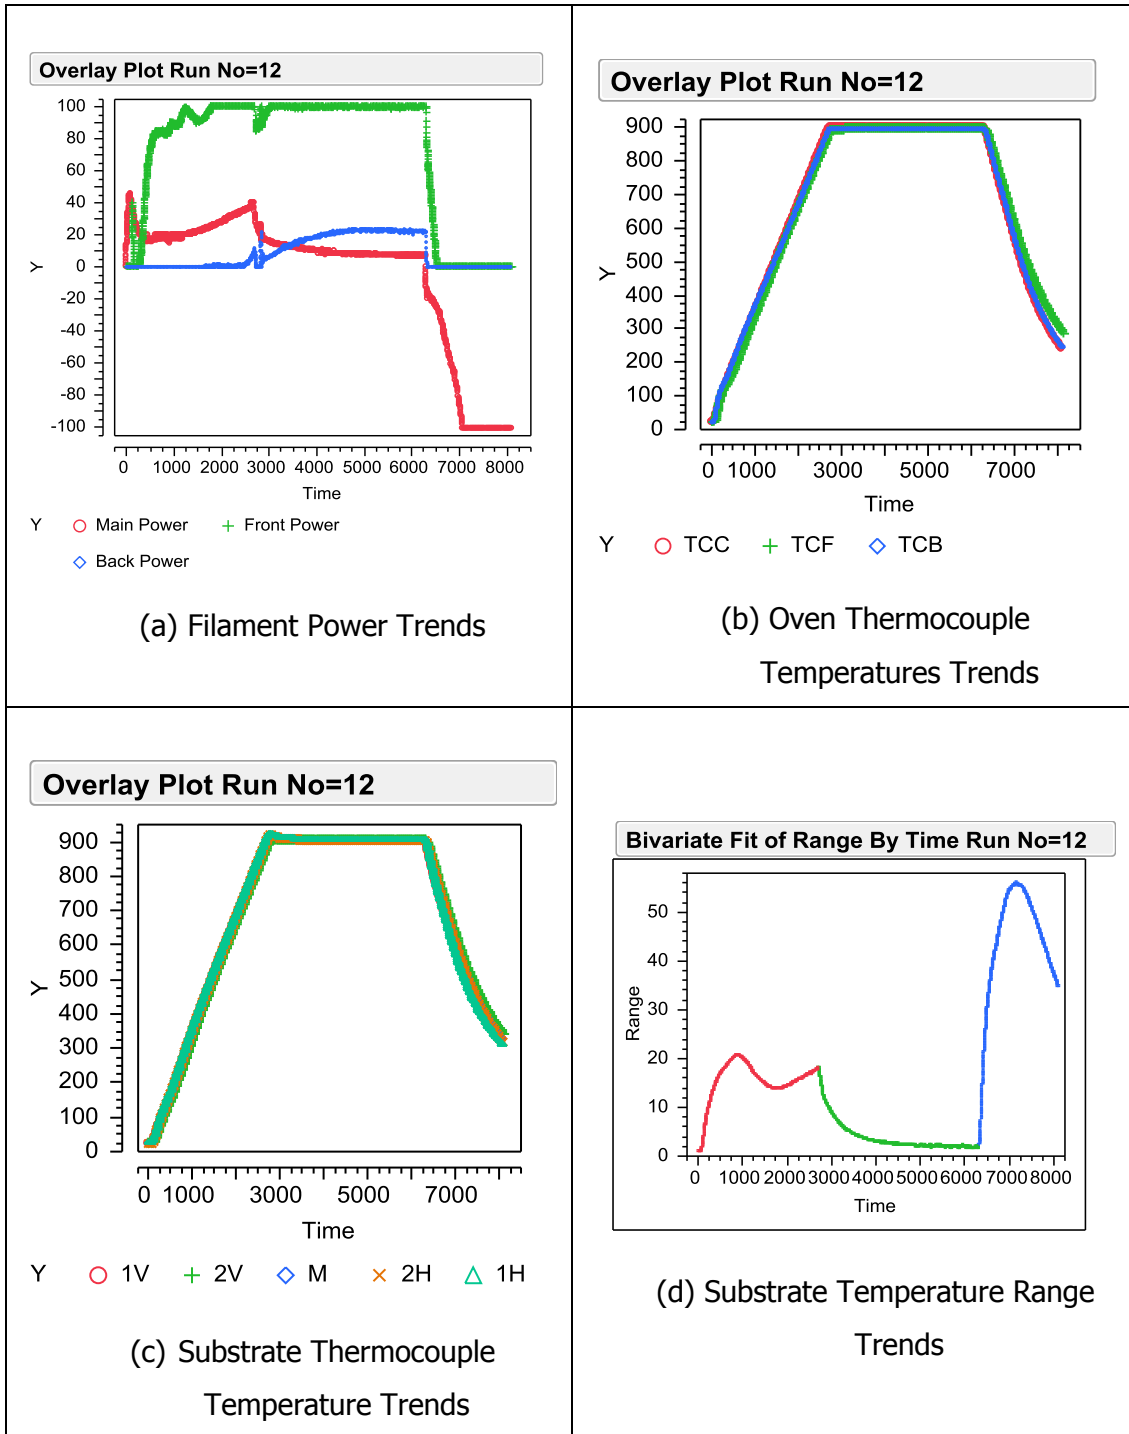 Overlay Plot Run No=12
100
80
60
40
20
0
-20
-40
-60
-80
-100
Y
0 1000 2000 3000 4000 5000 6000 7000 8000
Time
Y Main Power Front Power
Back Power
(a) Filament Power Trends
Overlay Plot Run No=12
900
800
700
600
500
400
300
200
100
0
Y
0 1000 3000 5000 7000
Time
Y TCC TCF TCB
(b) Oven Thermocouple
Temperatures Trends
Overlay Plot Run No=12
900
800
700
600
500
400
300
200
100
0
Y
0 1000 3000 5000 7000
Time
Y 1V 2V M 2H 1H
(c) Substrate Thermocouple
Temperature Trends
Bivariate Fit of Range By Time Run No=12
50
40
30
20
10
0
Range
0 1000 2000 3000 4000 5000 6000 7000 8000
Time
(d) Substrate Temperature Range
Trends